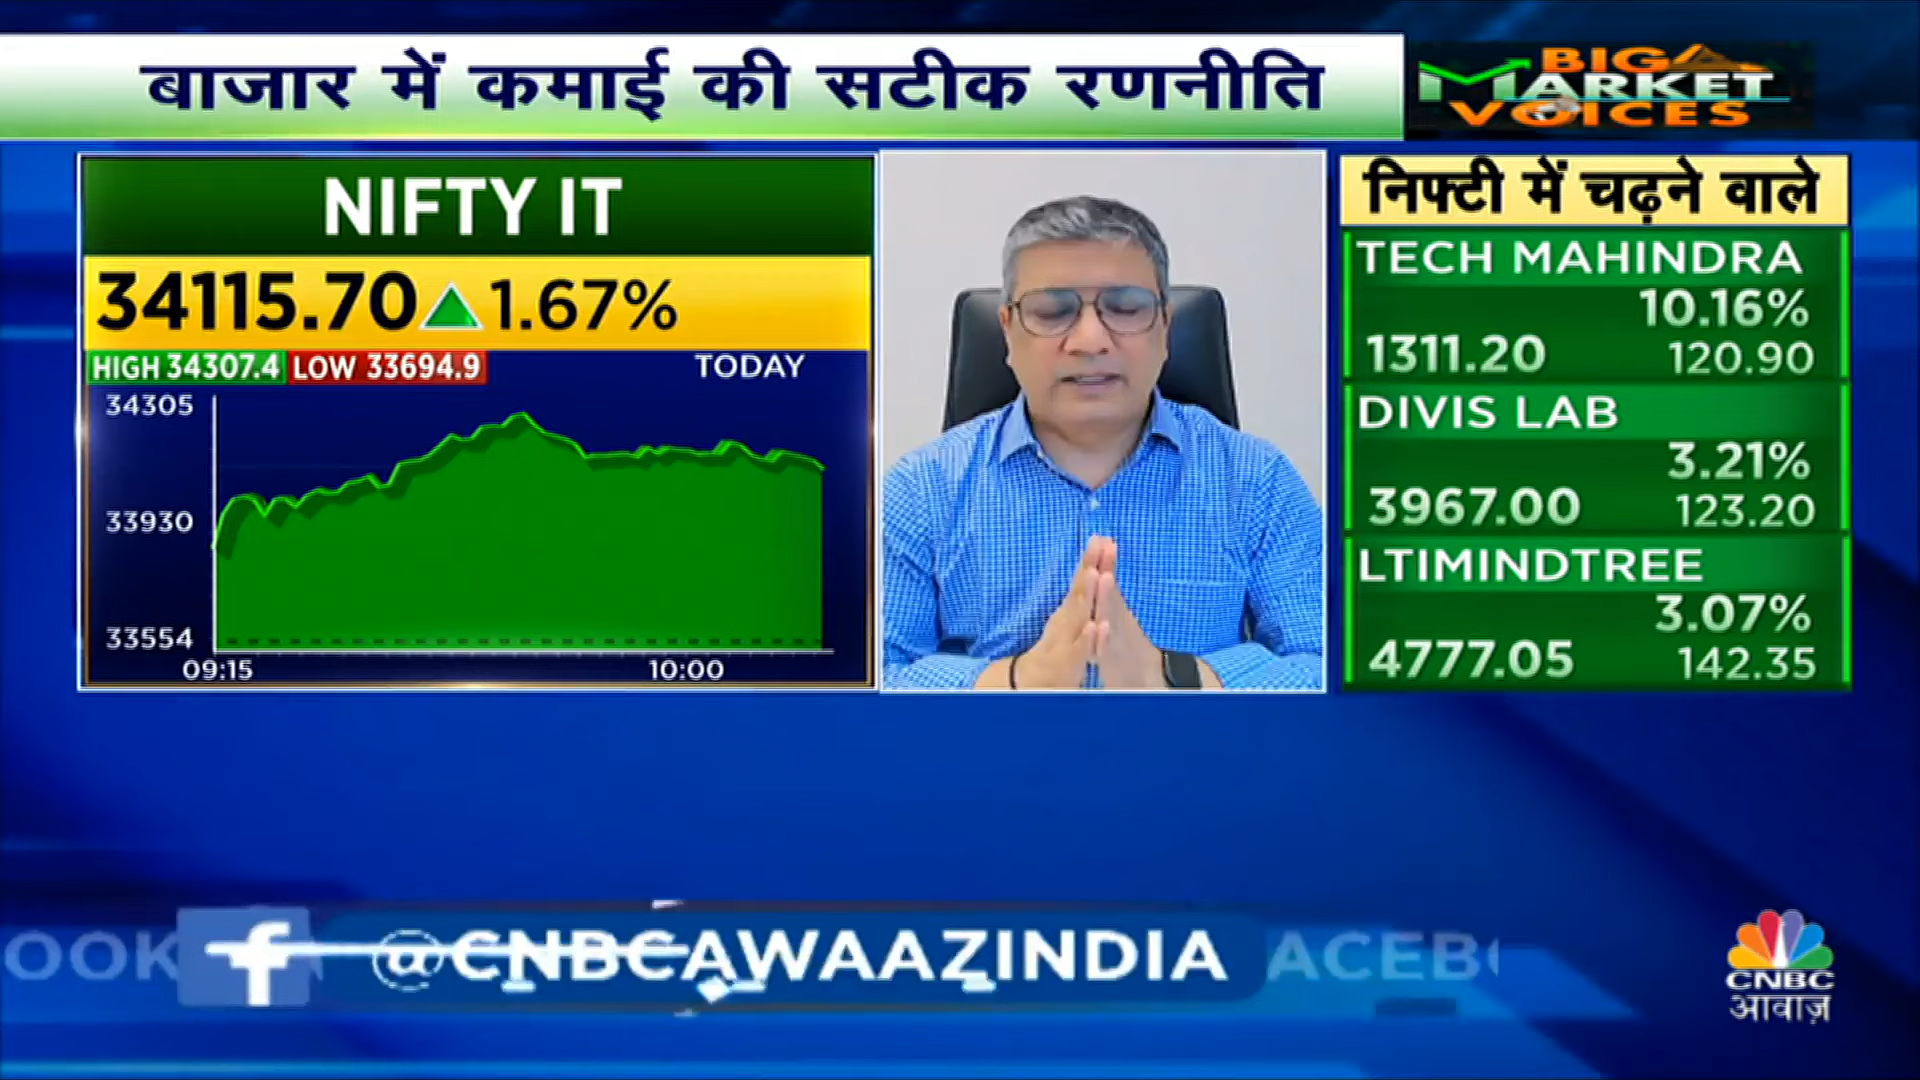 बाजार में कमाई की सटीक रणनीति
BIG
MARKET
VOICES
NIFTY IT
34115.70 1.67%
HIGH 34307.4 LOW 33694.9 TODAY
34305
33930
33554
09:15 10:00
निफ्टी में चढ़ने वाले
TECH MAHINDRA
10.16%
1311.20 120.90
DIVIS LAB
3.21%
3967.00 123.20
LTIMINDTREE
3.07%
4777.05 142.35
OOK f @CNBCAWAAZINDIA ACEB
CNBC
आवाज़